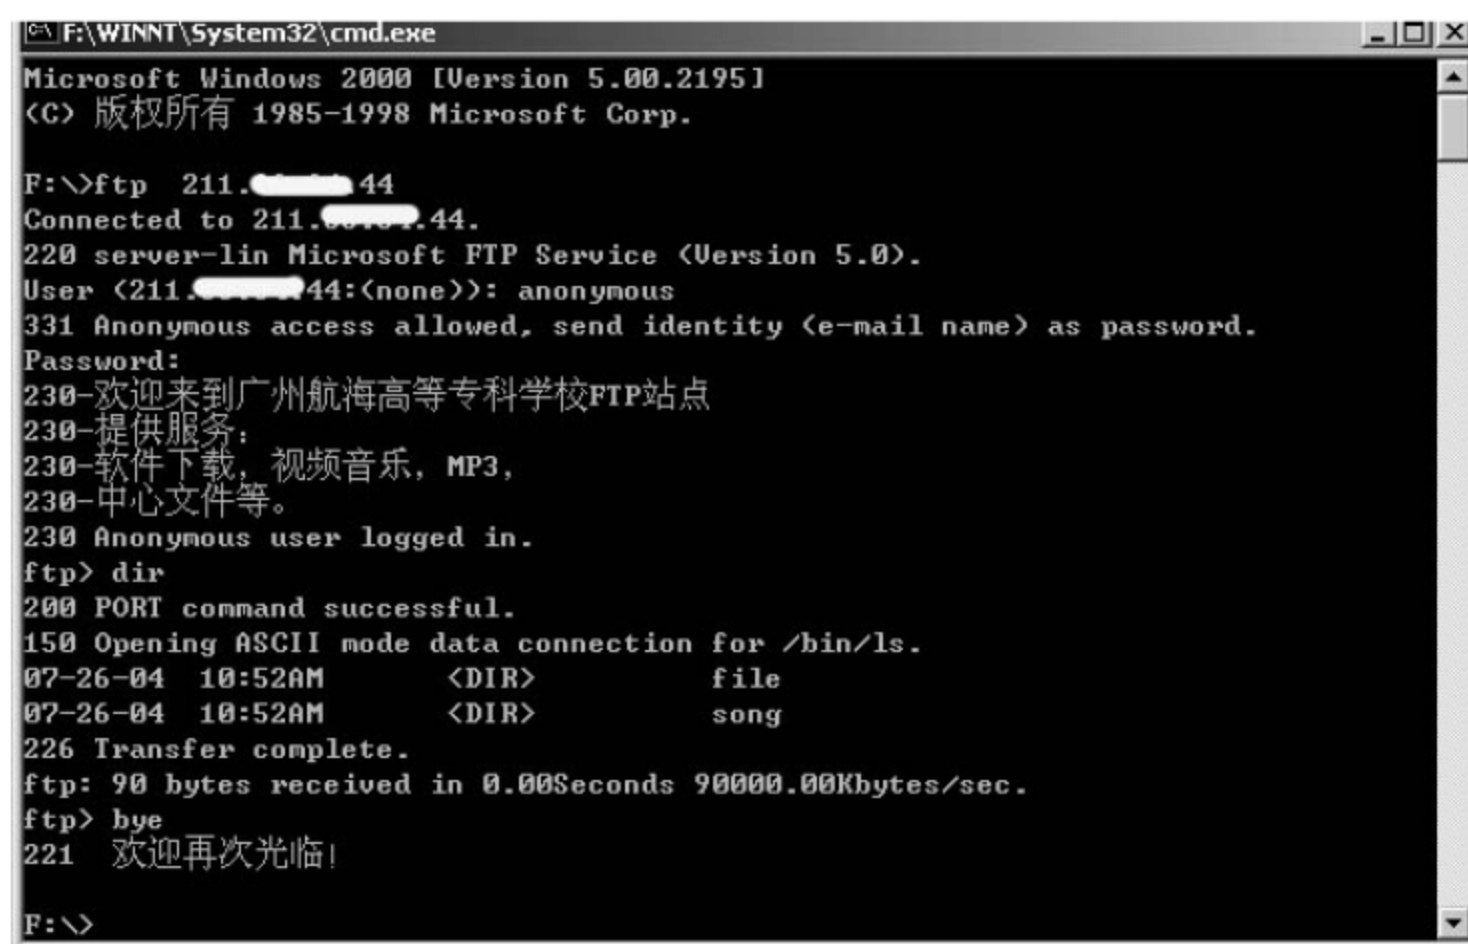 F:\WINNT\System32\cmd.exe
Microsoft Windows 2000 [Version 5.00.2195]
(C) 版权所有 1985-1998 Microsoft Corp.
F:\>ftp 211. 44
Connected to 211. .44.
220 server-lin Microsoft FTP Service (Version 5.0).
User (211. 44:(none)): anonymous
331 Anonymous access allowed, send identity (e-mail name) as password.
Password:
230-欢迎来到广州航海高等专科学校FTP站点
230-提供服务:
230-软件下载，视频音乐，MP3，
230-中心文件等。
230 Anonymous user logged in.
ftp> dir
200 PORT command successful.
150 Opening ASCII mode data connection for /bin/ls.
07-26-04 10:52AM <DIR> file
07-26-04 10:52AM <DIR> song
226 Transfer complete.
ftp: 90 bytes received in 0.00Seconds 90000.00Kbytes/sec.
ftp> bye
221 欢迎再次光临!
F:\>